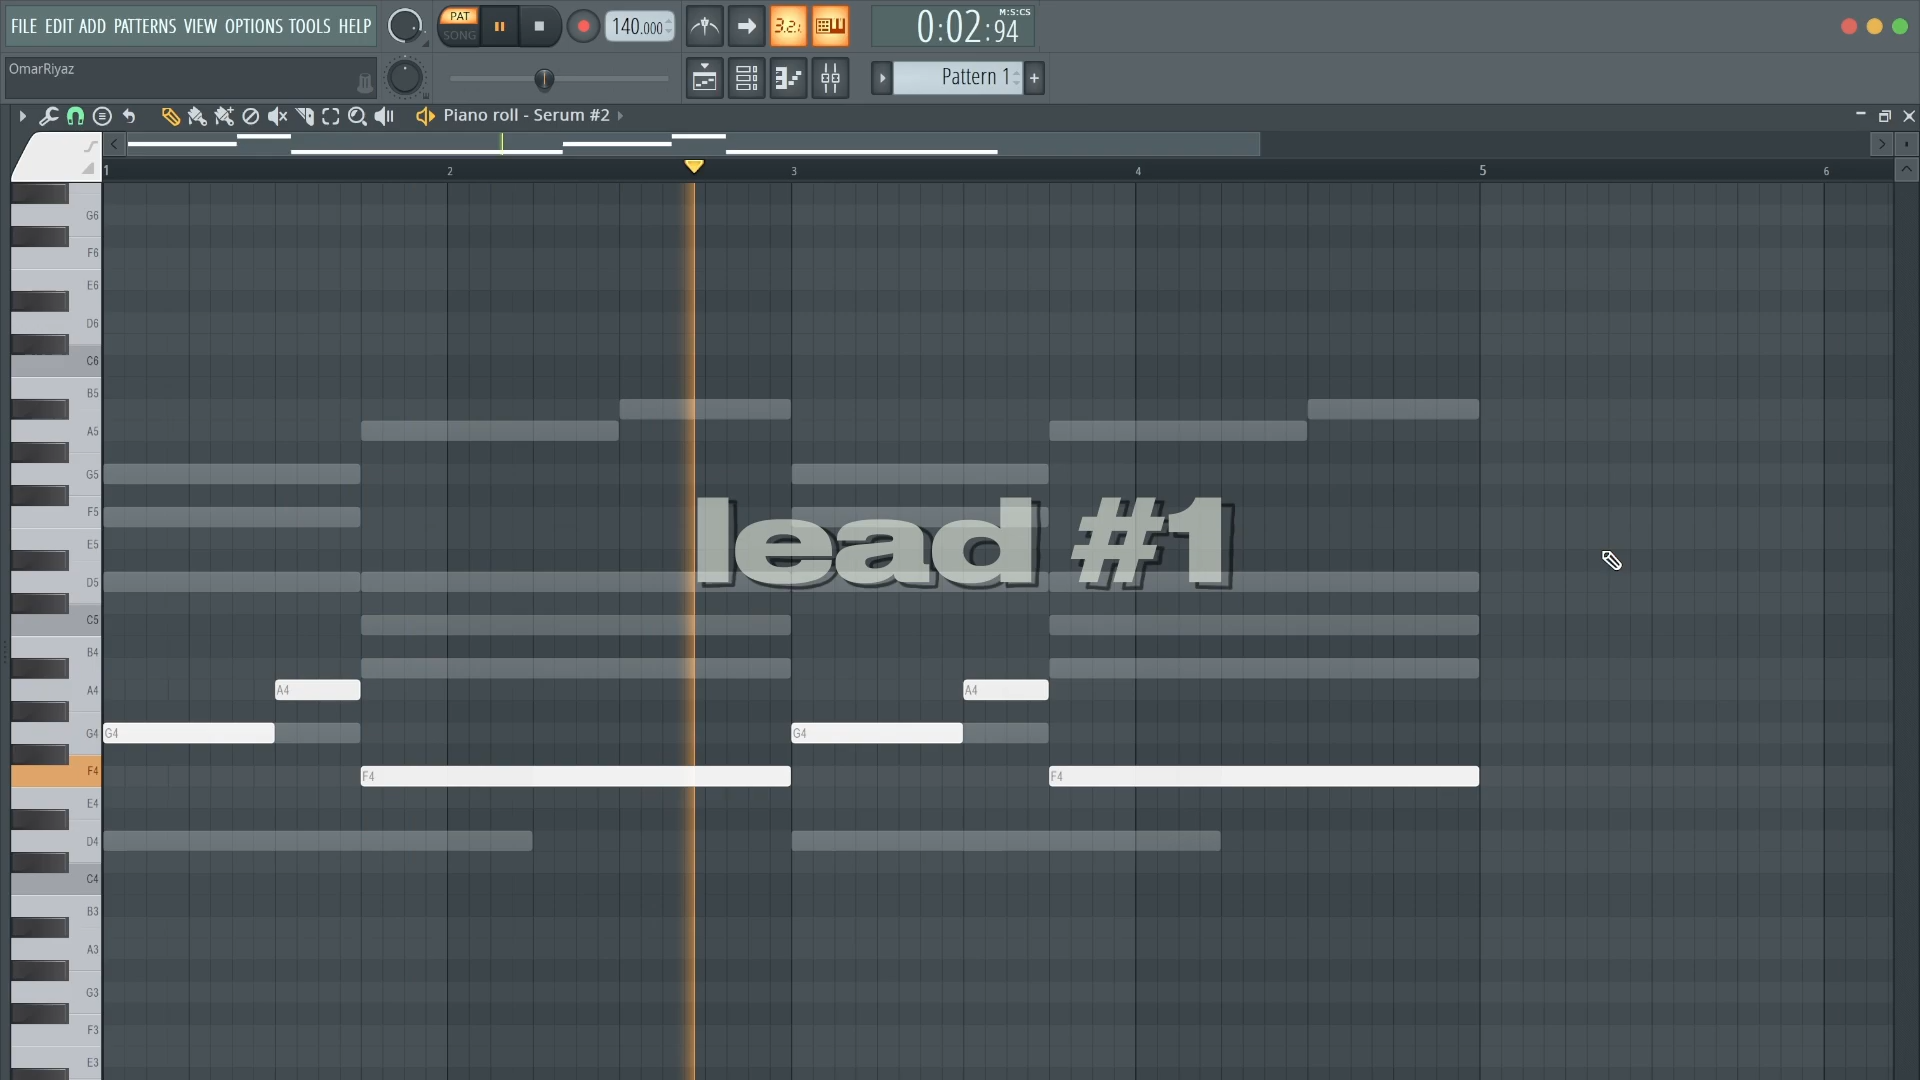 FILE EDIT ADD PATTERNS VIEW OPTIONS TOOLS HELP
PAT
SONG
140.000
3.2.
M:S:CS
0:02:94
OmarRiyaz
Pattern 1
+
Piano roll - Serum #2
1 2 3 4 5 6
G6
F6
E6
D6
C6
B5
A5
G5
F5
E5
D5
C5
B4
A4 A4 A4
G4 G4 G4
F4 F4 F4
E4
D4
C4
B3
A3
G3
F3
E3
lead #1